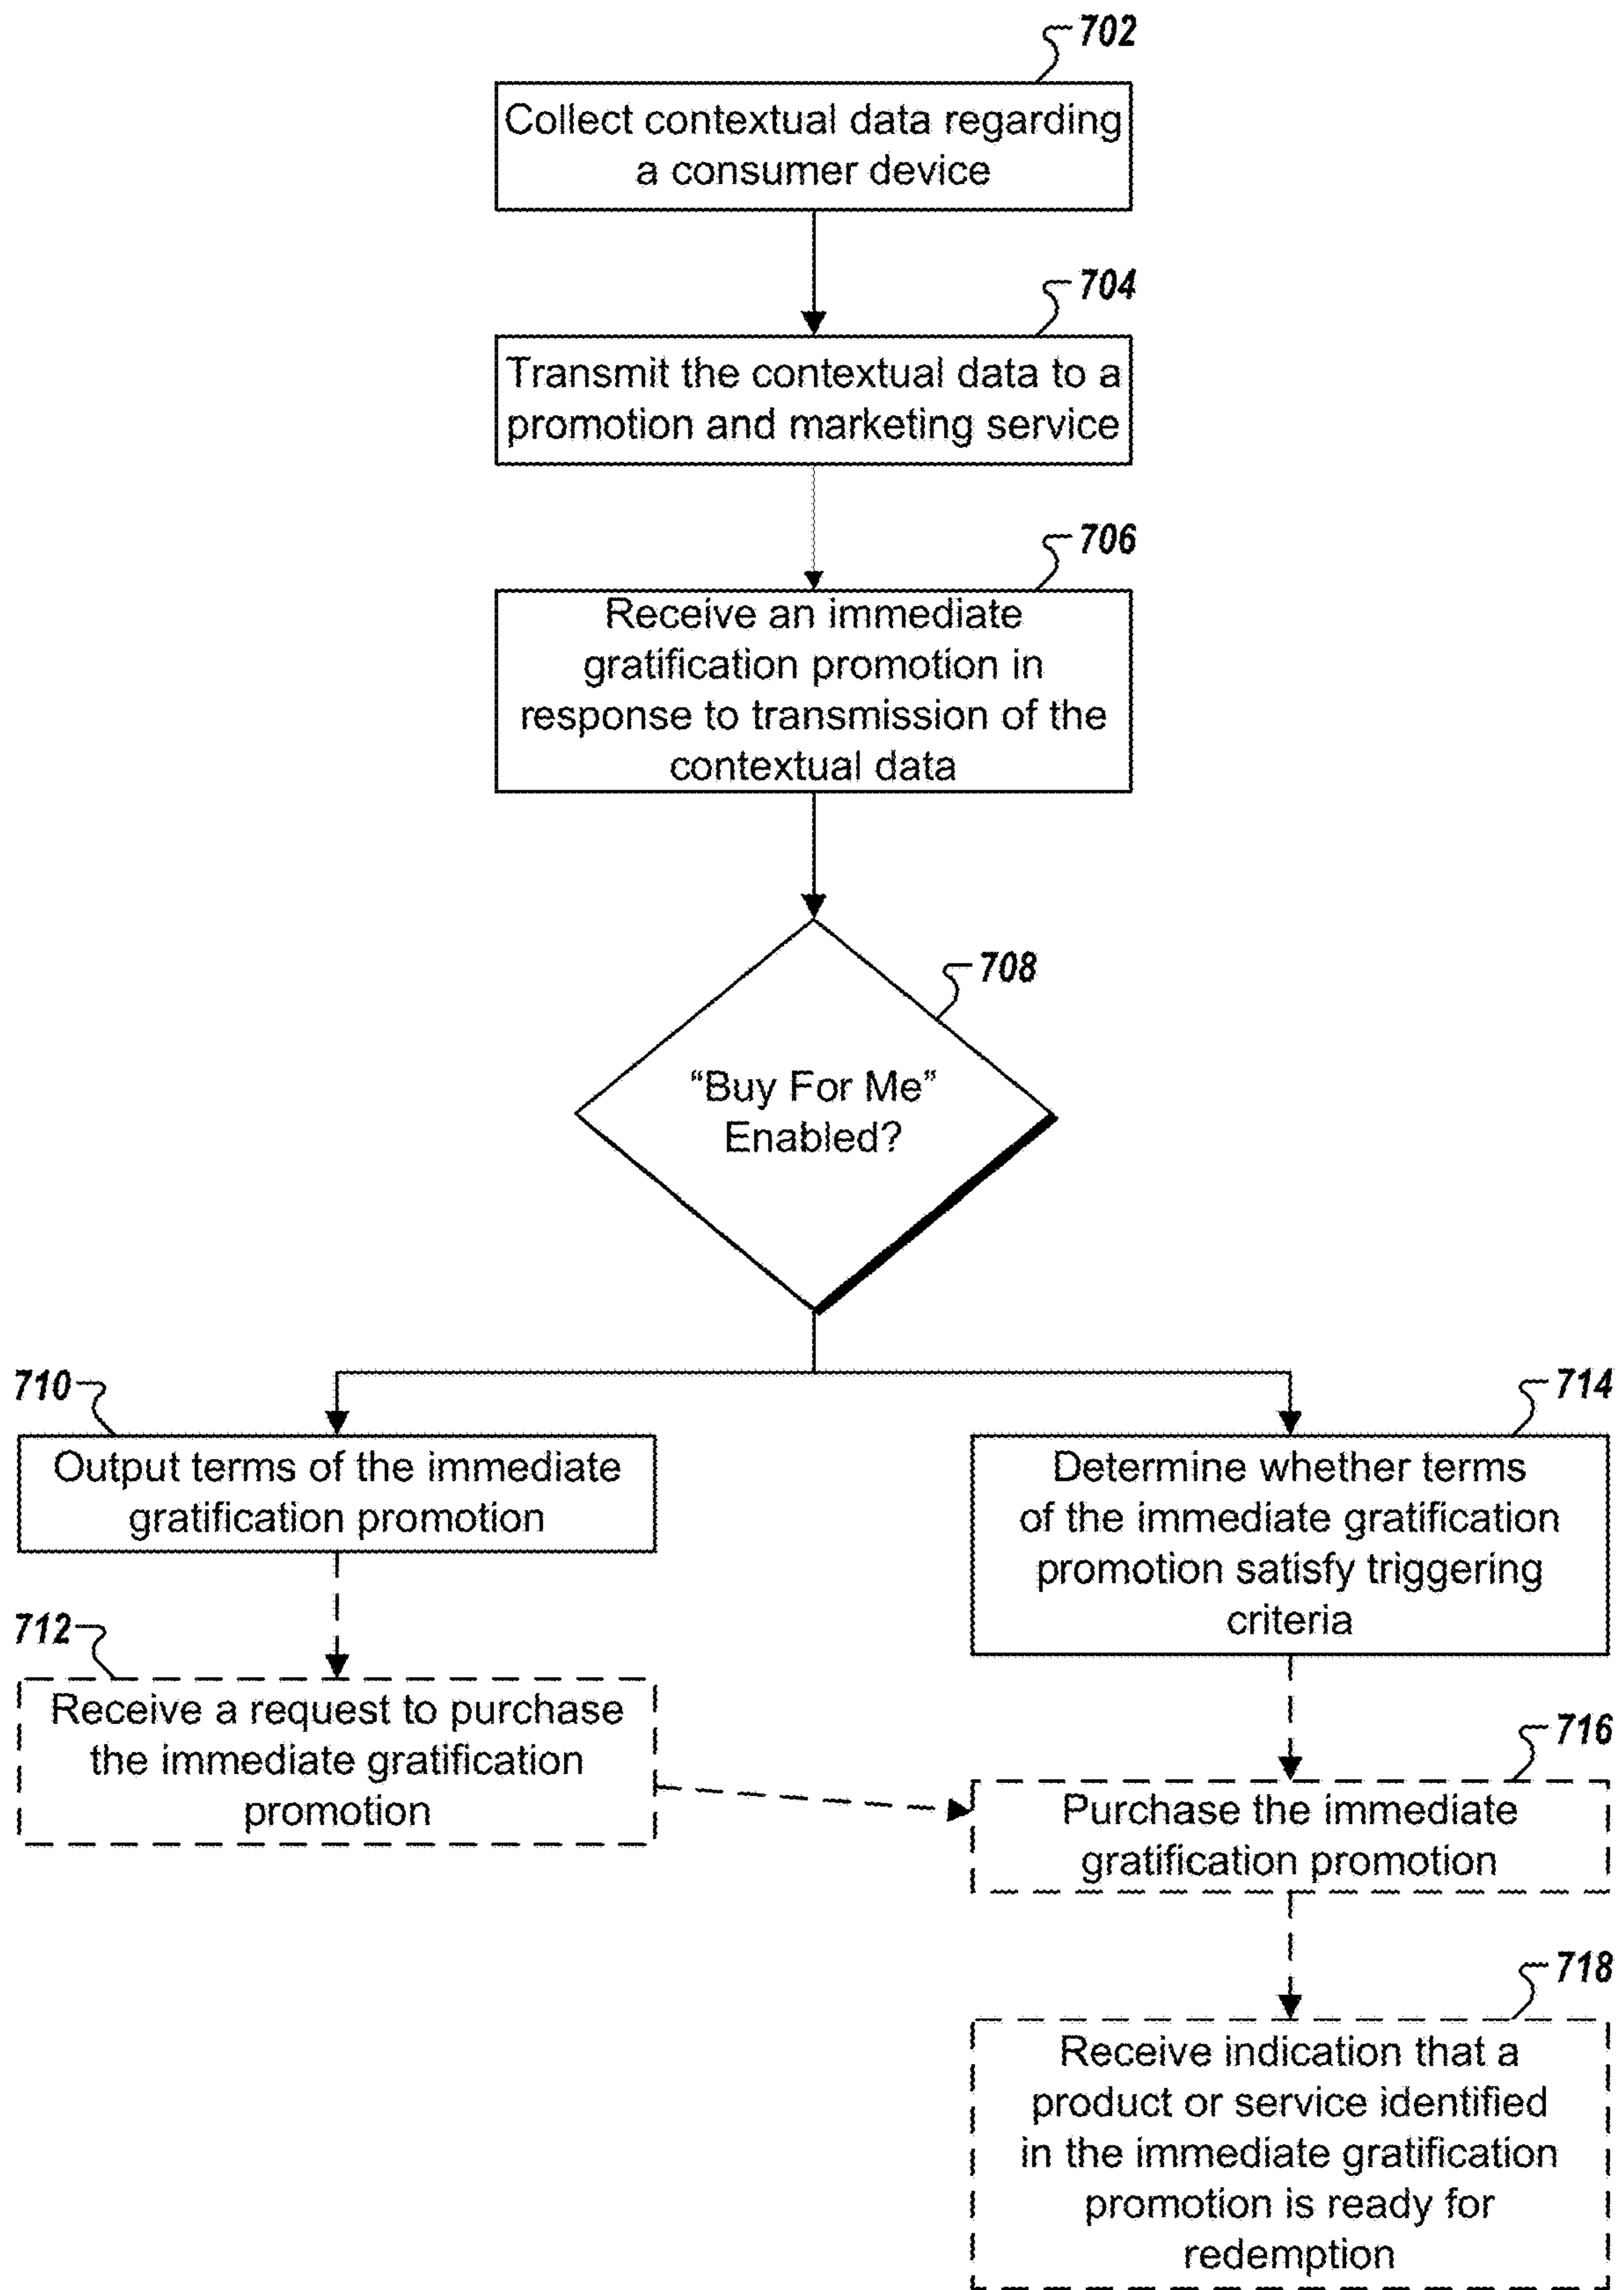 702
Collect contextual data regarding
a consumer device
704
Transmit the contextual data to a
promotion and marketing service
706
Receive an immediate
gratification promotion in
response to transmission of the
contextual data
708
“Buy For Me”
Enabled?
710
Output terms of the immediate
gratification promotion
712
Receive a request to purchase
the immediate gratification
promotion
714
Determine whether terms
of the immediate gratification
promotion satisfy triggering
criteria
716
Purchase the immediate
gratification promotion
718
Receive indication that a
product or service identified
in the immediate gratification
promotion is ready for
redemption